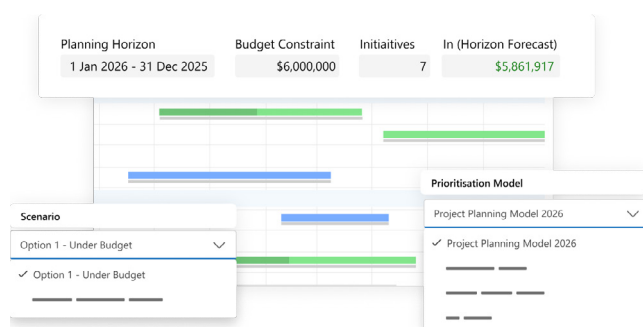 Planning Horizon Budget Constraint Initiaitives In (Horizon Forecast)
1 Jan 2026 - 31 Dec 2025 $6,000,000 7 $5,861,917
Prioritisation Model
Scenario
Project Planning Model 2026
Option 1 - Under Budget
Project Planning Model 2026
Option 1 - Under Budget